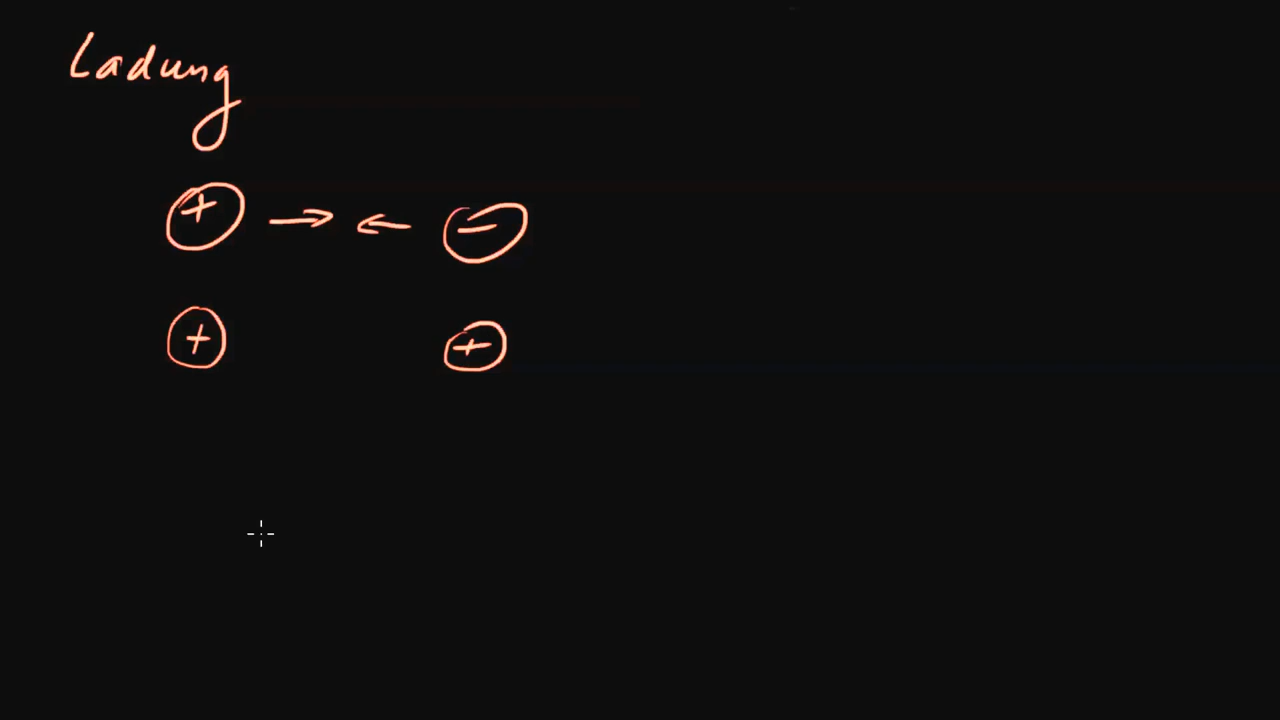 Ladung
+ → ← -
+ +